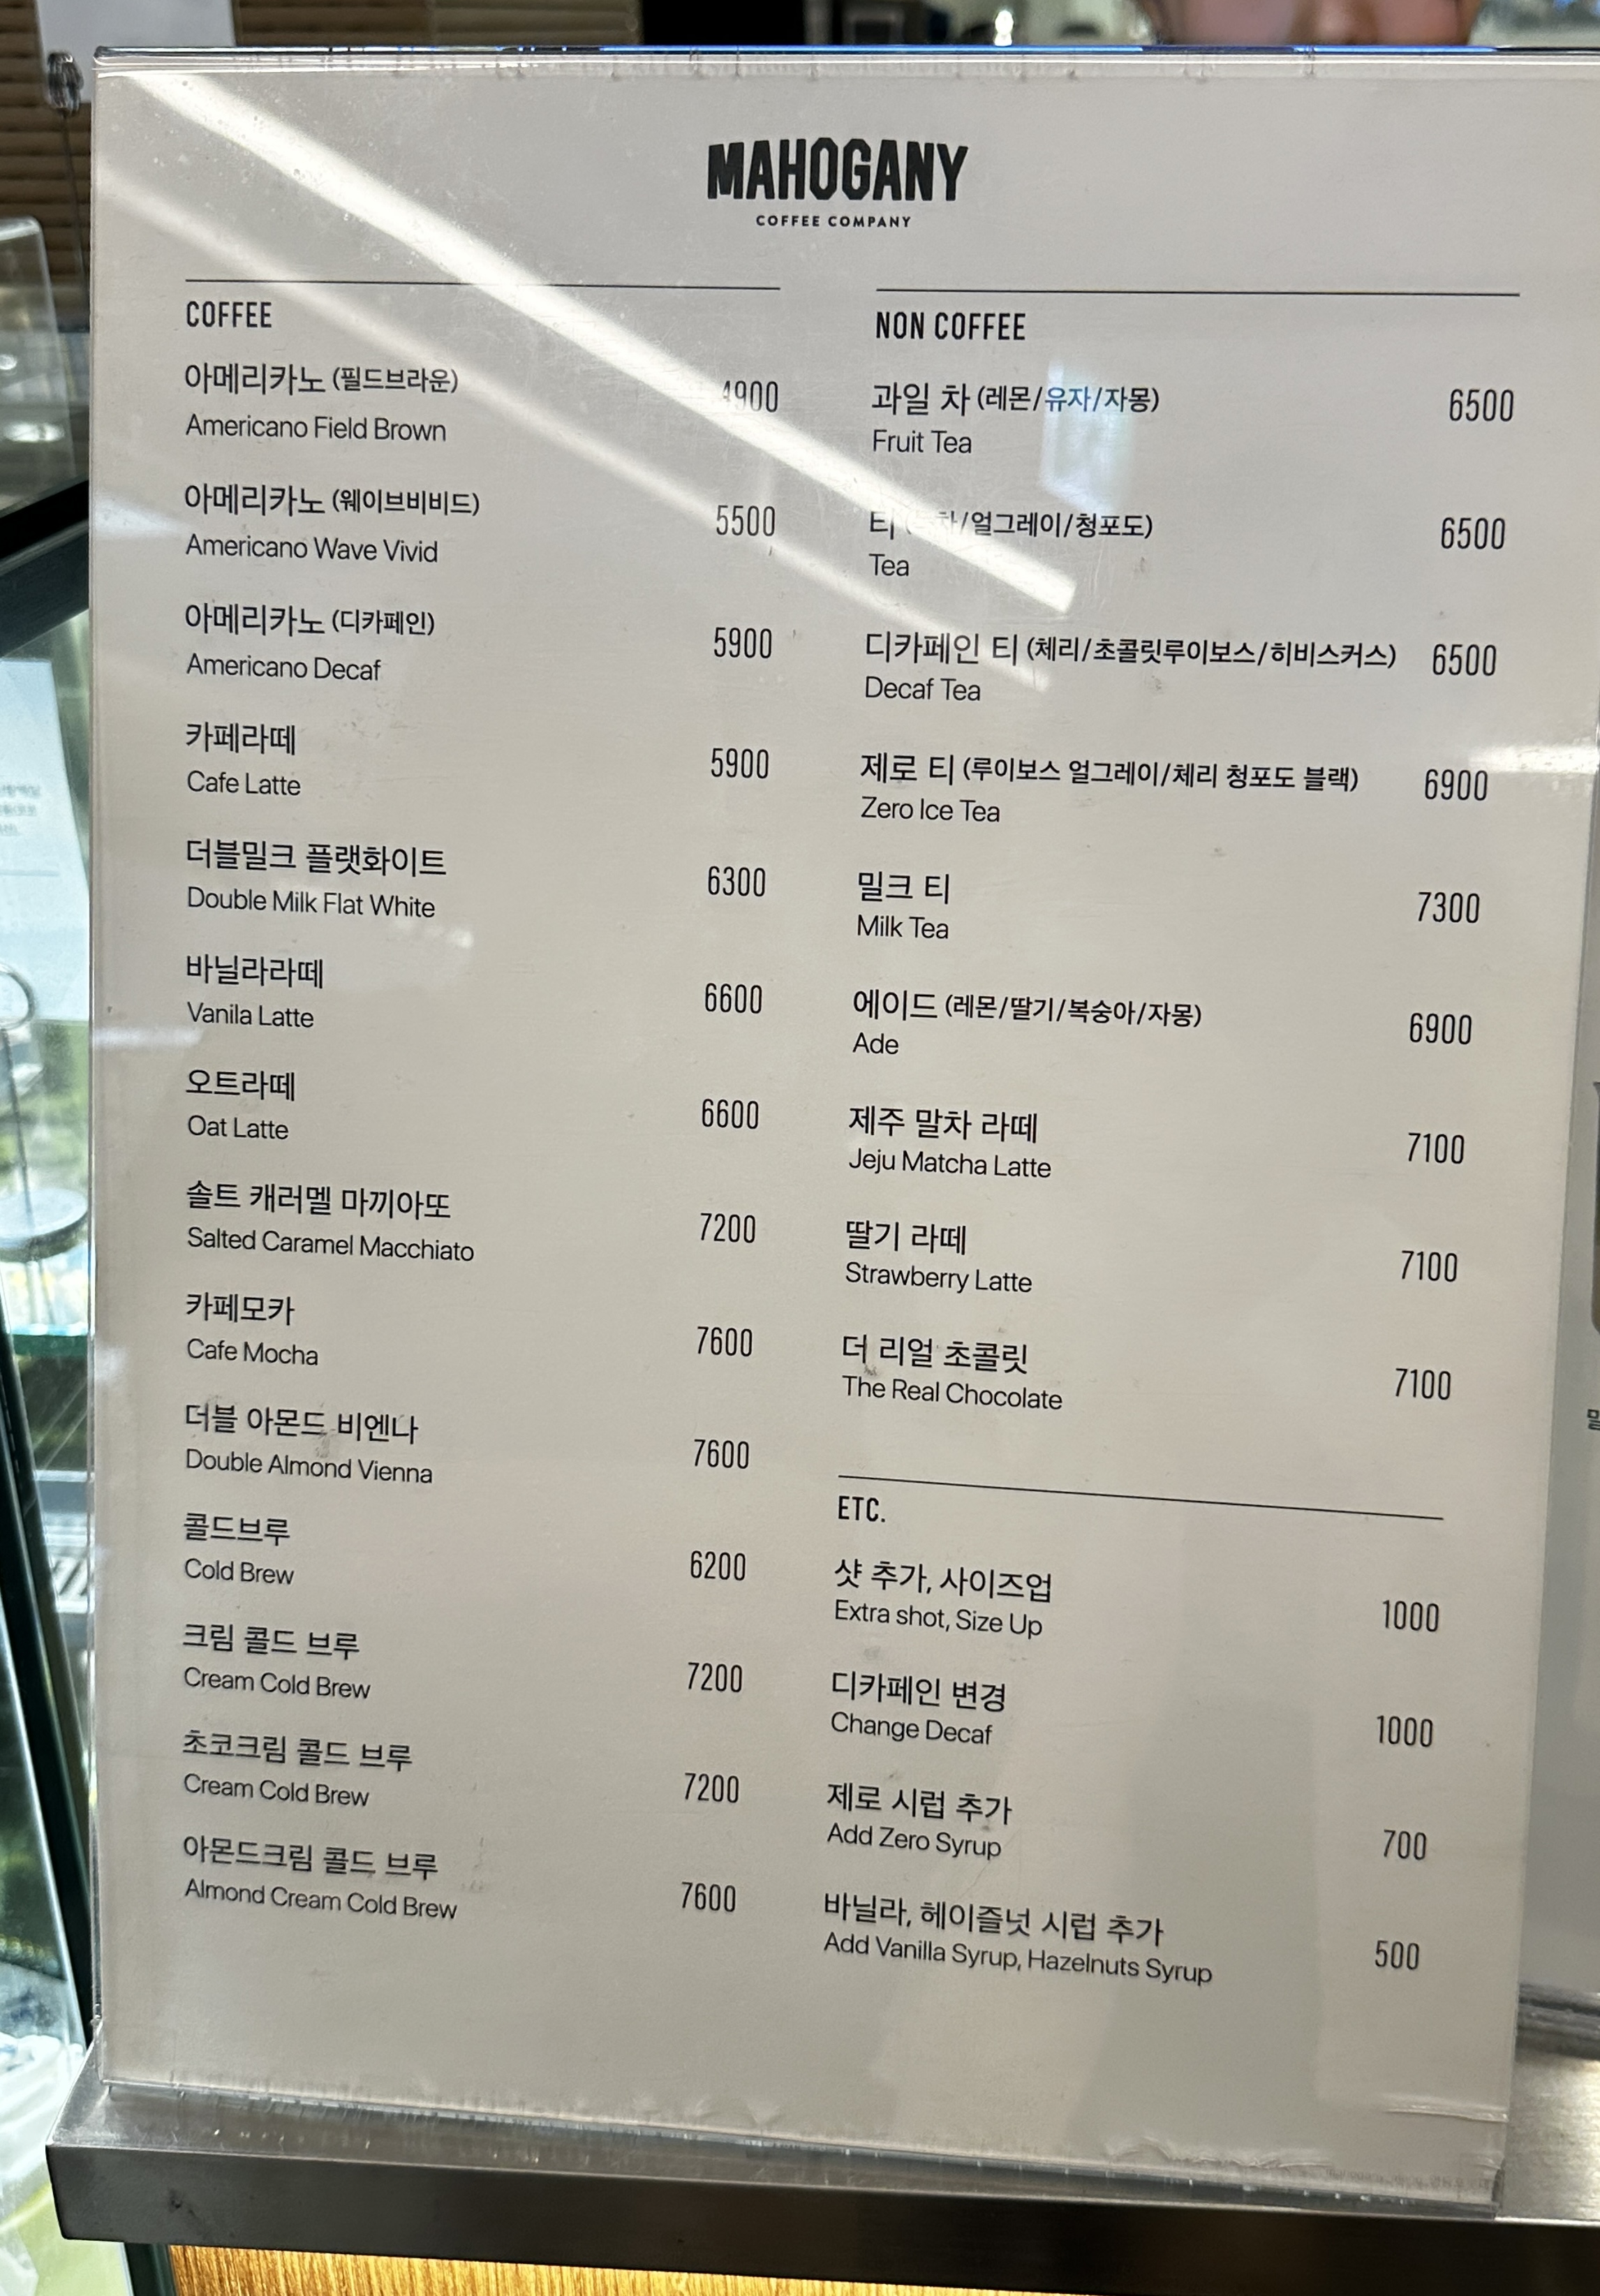 MAHOGANY
COFFEE COMPANY
COFFEE
아메리카노 (필드브라운) 4900
Americano Field Brown
아메리카노 (웨이브비비드) 5500
Americano Wave Vivid
아메리카노 (디카페인) 5900
Americano Decaf
카페라떼 5900
Cafe Latte
더블밀크 플랫화이트 6300
Double Milk Flat White
바닐라라떼 6600
Vanila Latte
오트라떼 6600
Oat Latte
솔트 캐러멜 마끼아또 7200
Salted Caramel Macchiato
카페모카 7600
Cafe Mocha
더블 아몬드 비엔나 7600
Double Almond Vienna
콜드브루 6200
Cold Brew
크림 콜드 브루 7200
Cream Cold Brew
초코크림 콜드 브루 7200
Cream Cold Brew
아몬드크림 콜드 브루 7600
Almond Cream Cold Brew
NON COFFEE
과일 차 (레몬/유자/자몽) 6500
Fruit Tea
티 /얼그레이/청포도) 6500
Tea
디카페인 티 (체리/초콜릿루이보스/히비스커스) 6500
Decaf Tea
제로 티 (루이보스 얼그레이/체리 청포도 블랙) 6900
Zero Ice Tea
밀크 티 7300
Milk Tea
에이드 (레몬/딸기/복숭아/자몽) 6900
Ade
제주 말차 라떼 7100
Jeju Matcha Latte
딸기 라떼 7100
Strawberry Latte
더 리얼 초콜릿 7100
The Real Chocolate
ETC.
샷 추가, 사이즈업 1000
Extra shot, Size Up
디카페인 변경 1000
Change Decaf
제로 시럽 추가 700
Add Zero Syrup
바닐라, 헤이즐넛 시럽 추가 500
Add Vanilla Syrup, Hazelnuts Syrup